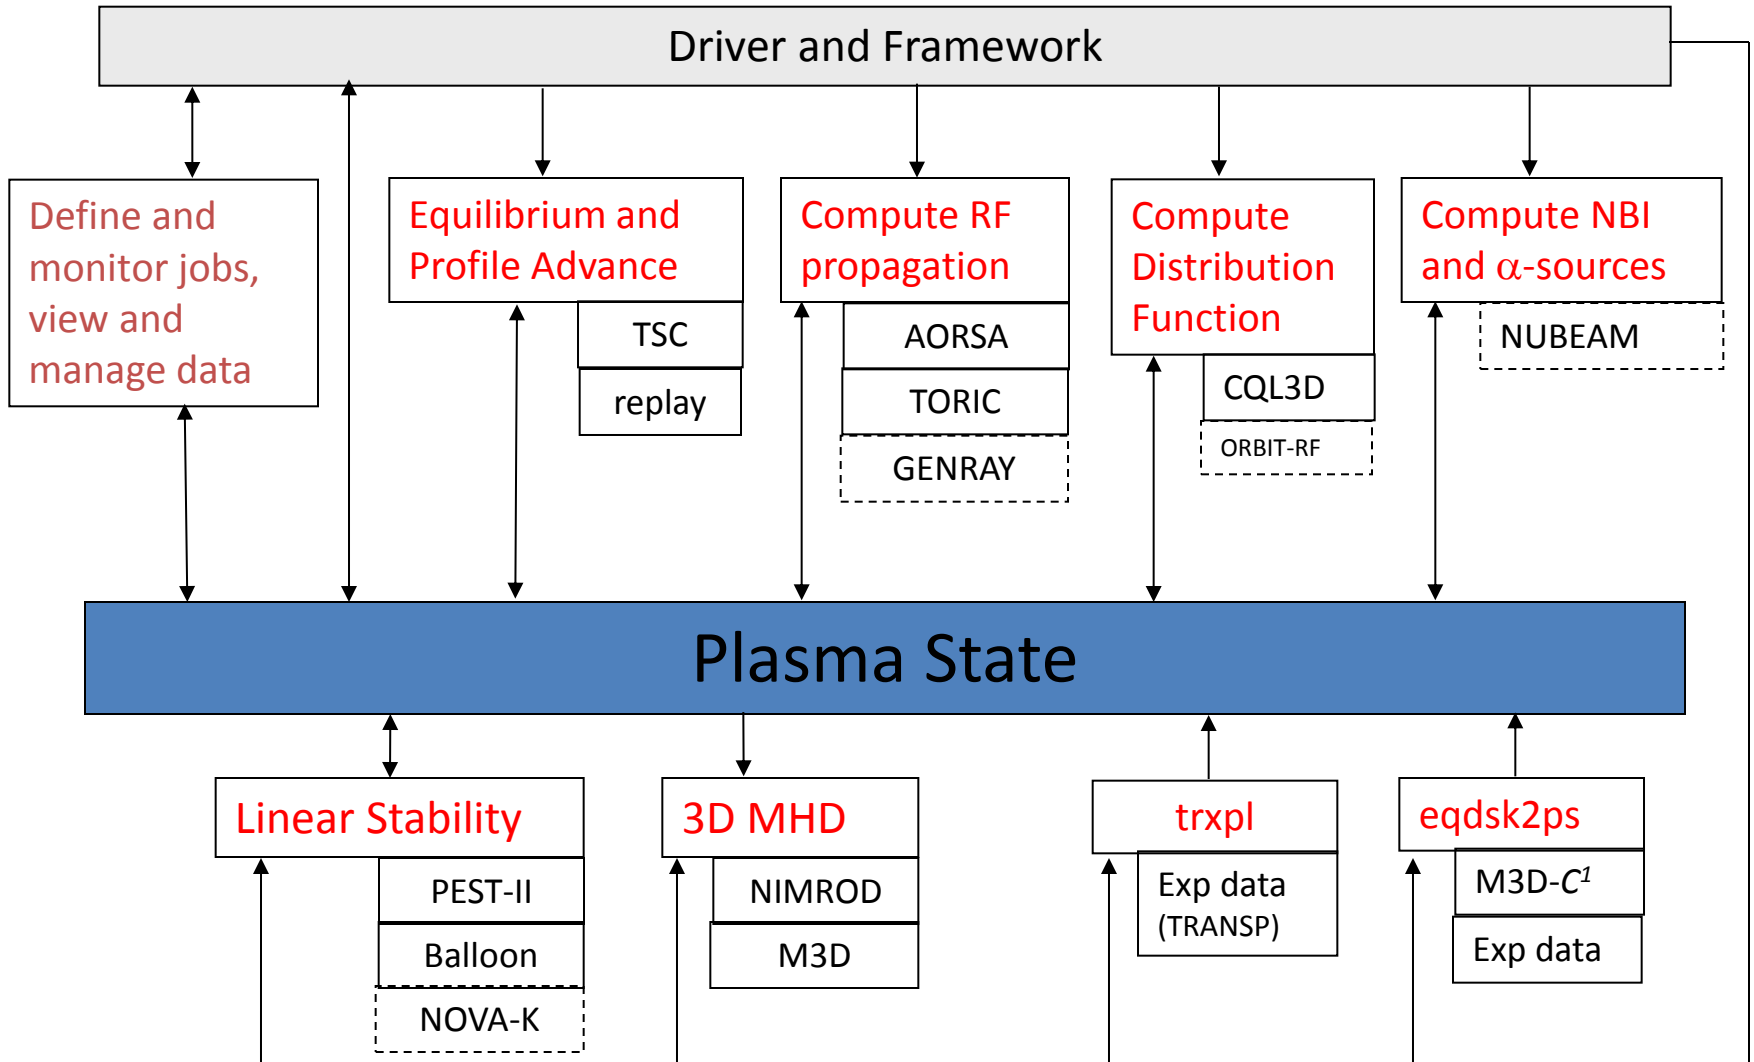 Driver and Framework
Define and
monitor jobs,
view and
manage data
Equilibrium and
Profile Advance
TSC
replay
Compute RF
propagation
AORSA
TORIC
GENRAY
Compute
Distribution
Function
CQL3D
ORBIT-RF
Compute NBI
and α-sources
NUBEAM
Plasma State
Linear Stability
PEST-II
Balloon
NOVA-K
3D MHD
NIMROD
M3D
trxpl
Exp data
(TRANSP)
eqdsk2ps
M3D-C¹
Exp data